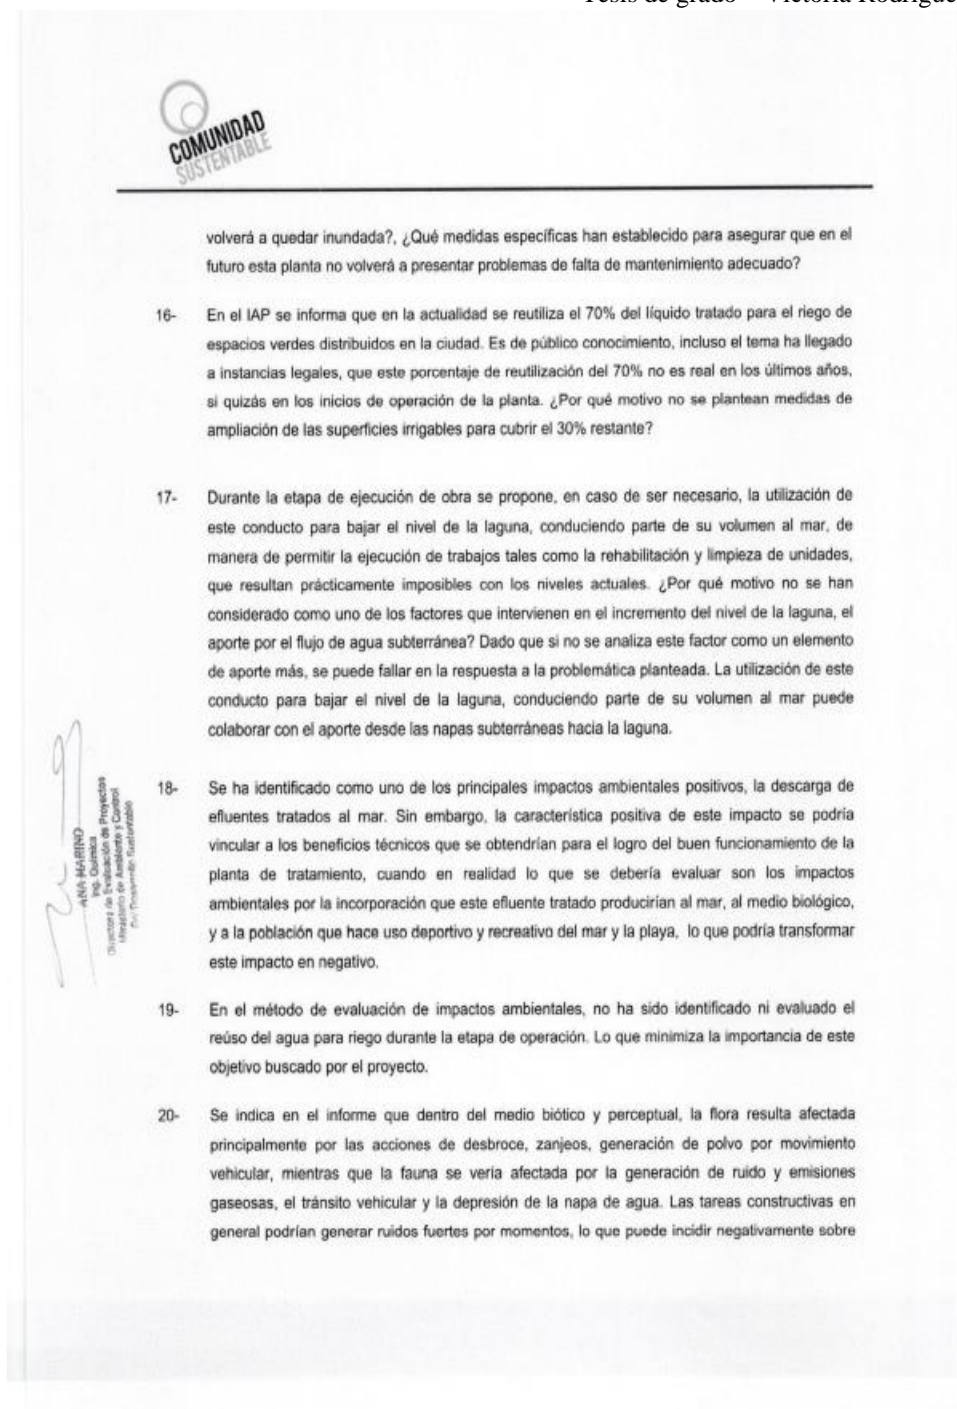 Tesis de grado – Victoria Rodrígue
COMUNIDAD
SUSTENTABLE
volverá a quedar inundada?, ¿Qué medidas específicas han establecido para asegurar que en el
futuro esta planta no volverá a presentar problemas de falta de mantenimiento adecuado?
16- En el IAP se informa que en la actualidad se reutiliza el 70% del líquido tratado para el riego de
espacios verdes distribuidos en la ciudad. Es de público conocimiento, incluso el tema ha llegado
a instancias legales, que este porcentaje de reutilización del 70% no es real en los últimos años,
si quizás en los inicios de operación de la planta. ¿Por qué motivo no se plantean medidas de
ampliación de las superficies irrigables para cubrir el 30% restante?
17- Durante la etapa de ejecución de obra se propone, en caso de ser necesario, la utilización de
este conducto para bajar el nivel de la laguna, conduciendo parte de su volumen al mar, de
manera de permitir la ejecución de trabajos tales como la rehabilitación y limpieza de unidades,
que resultan prácticamente imposibles con los niveles actuales. ¿Por qué motivo no se han
considerado como uno de los factores que intervienen en el incremento del nivel de la laguna, el
aporte por el flujo de agua subterránea? Dado que si no se analiza este factor como un elemento
de aporte más, se puede fallar en la respuesta a la problemática planteada. La utilización de este
conducto para bajar el nivel de la laguna, conduciendo parte de su volumen al mar puede
colaborar con el aporte desde las napas subterráneas hacia la laguna.
18- Se ha identificado como uno de los principales impactos ambientales positivos, la descarga de
efluentes tratados al mar. Sin embargo, la característica positiva de este impacto se podría
vincular a los beneficios técnicos que se obtendrían para el logro del buen funcionamiento de la
planta de tratamiento, cuando en realidad lo que se debería evaluar son los impactos
ambientales por la incorporación que este efluente tratado producirían al mar, al medio biológico,
y a la población que hace uso deportivo y recreativo del mar y la playa, lo que podría transformar
este impacto en negativo.
ANA MARINO
Ing. Química
Directora de Evaluación de Proyectos
Ministerio de Ambiente y Control
Del Desarrollo Sustentable
19- En el método de evaluación de impactos ambientales, no ha sido identificado ni evaluado el
reúso del agua para riego durante la etapa de operación. Lo que minimiza la importancia de este
objetivo buscado por el proyecto.
20- Se indica en el informe que dentro del medio biótico y perceptual, la flora resulta afectada
principalmente por las acciones de desbroce, zanjeos, generación de polvo por movimiento
vehicular, mientras que la fauna se vería afectada por la generación de ruido y emisiones
gaseosas, el tránsito vehicular y la depresión de la napa de agua. Las tareas constructivas en
general podrían generar ruidos fuertes por momentos, lo que puede incidir negativamente sobre